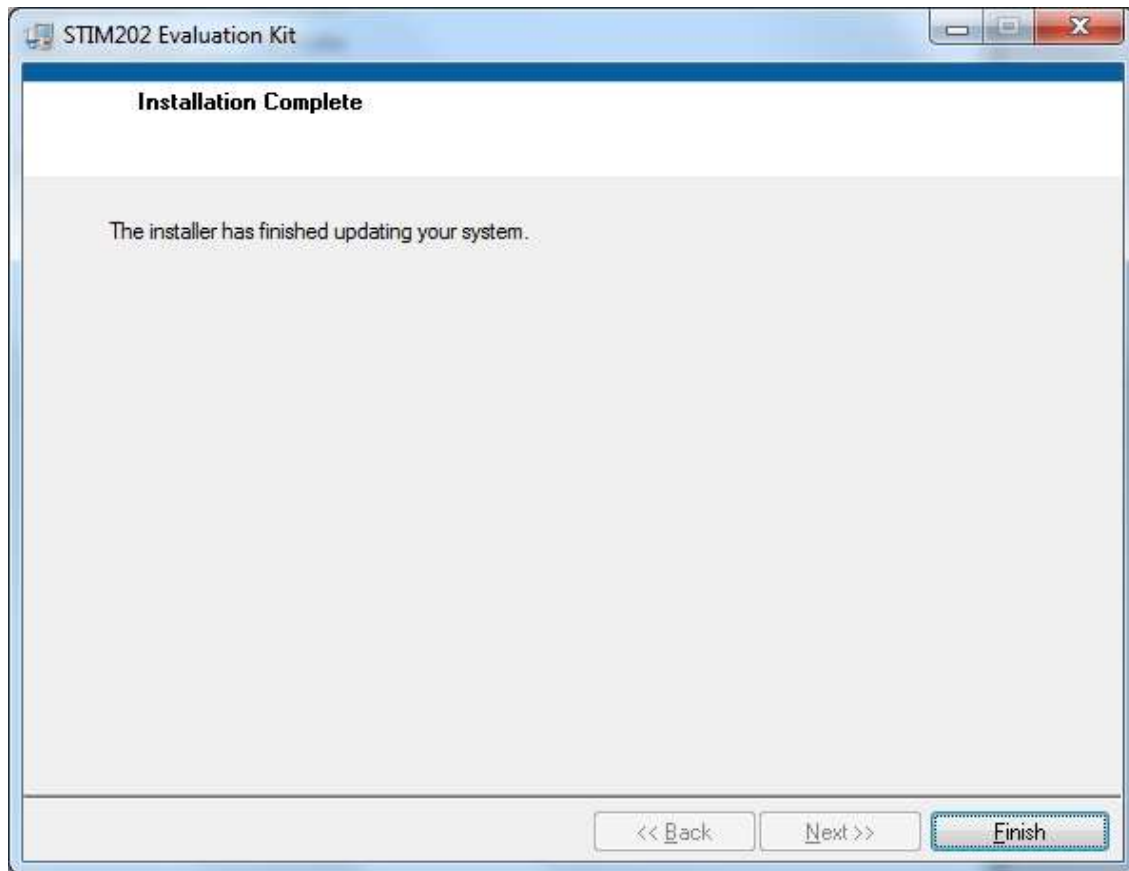 STIM202 Evaluation Kit
Installation Complete
The installer has finished updating your system.
<< Back Next >> Finish